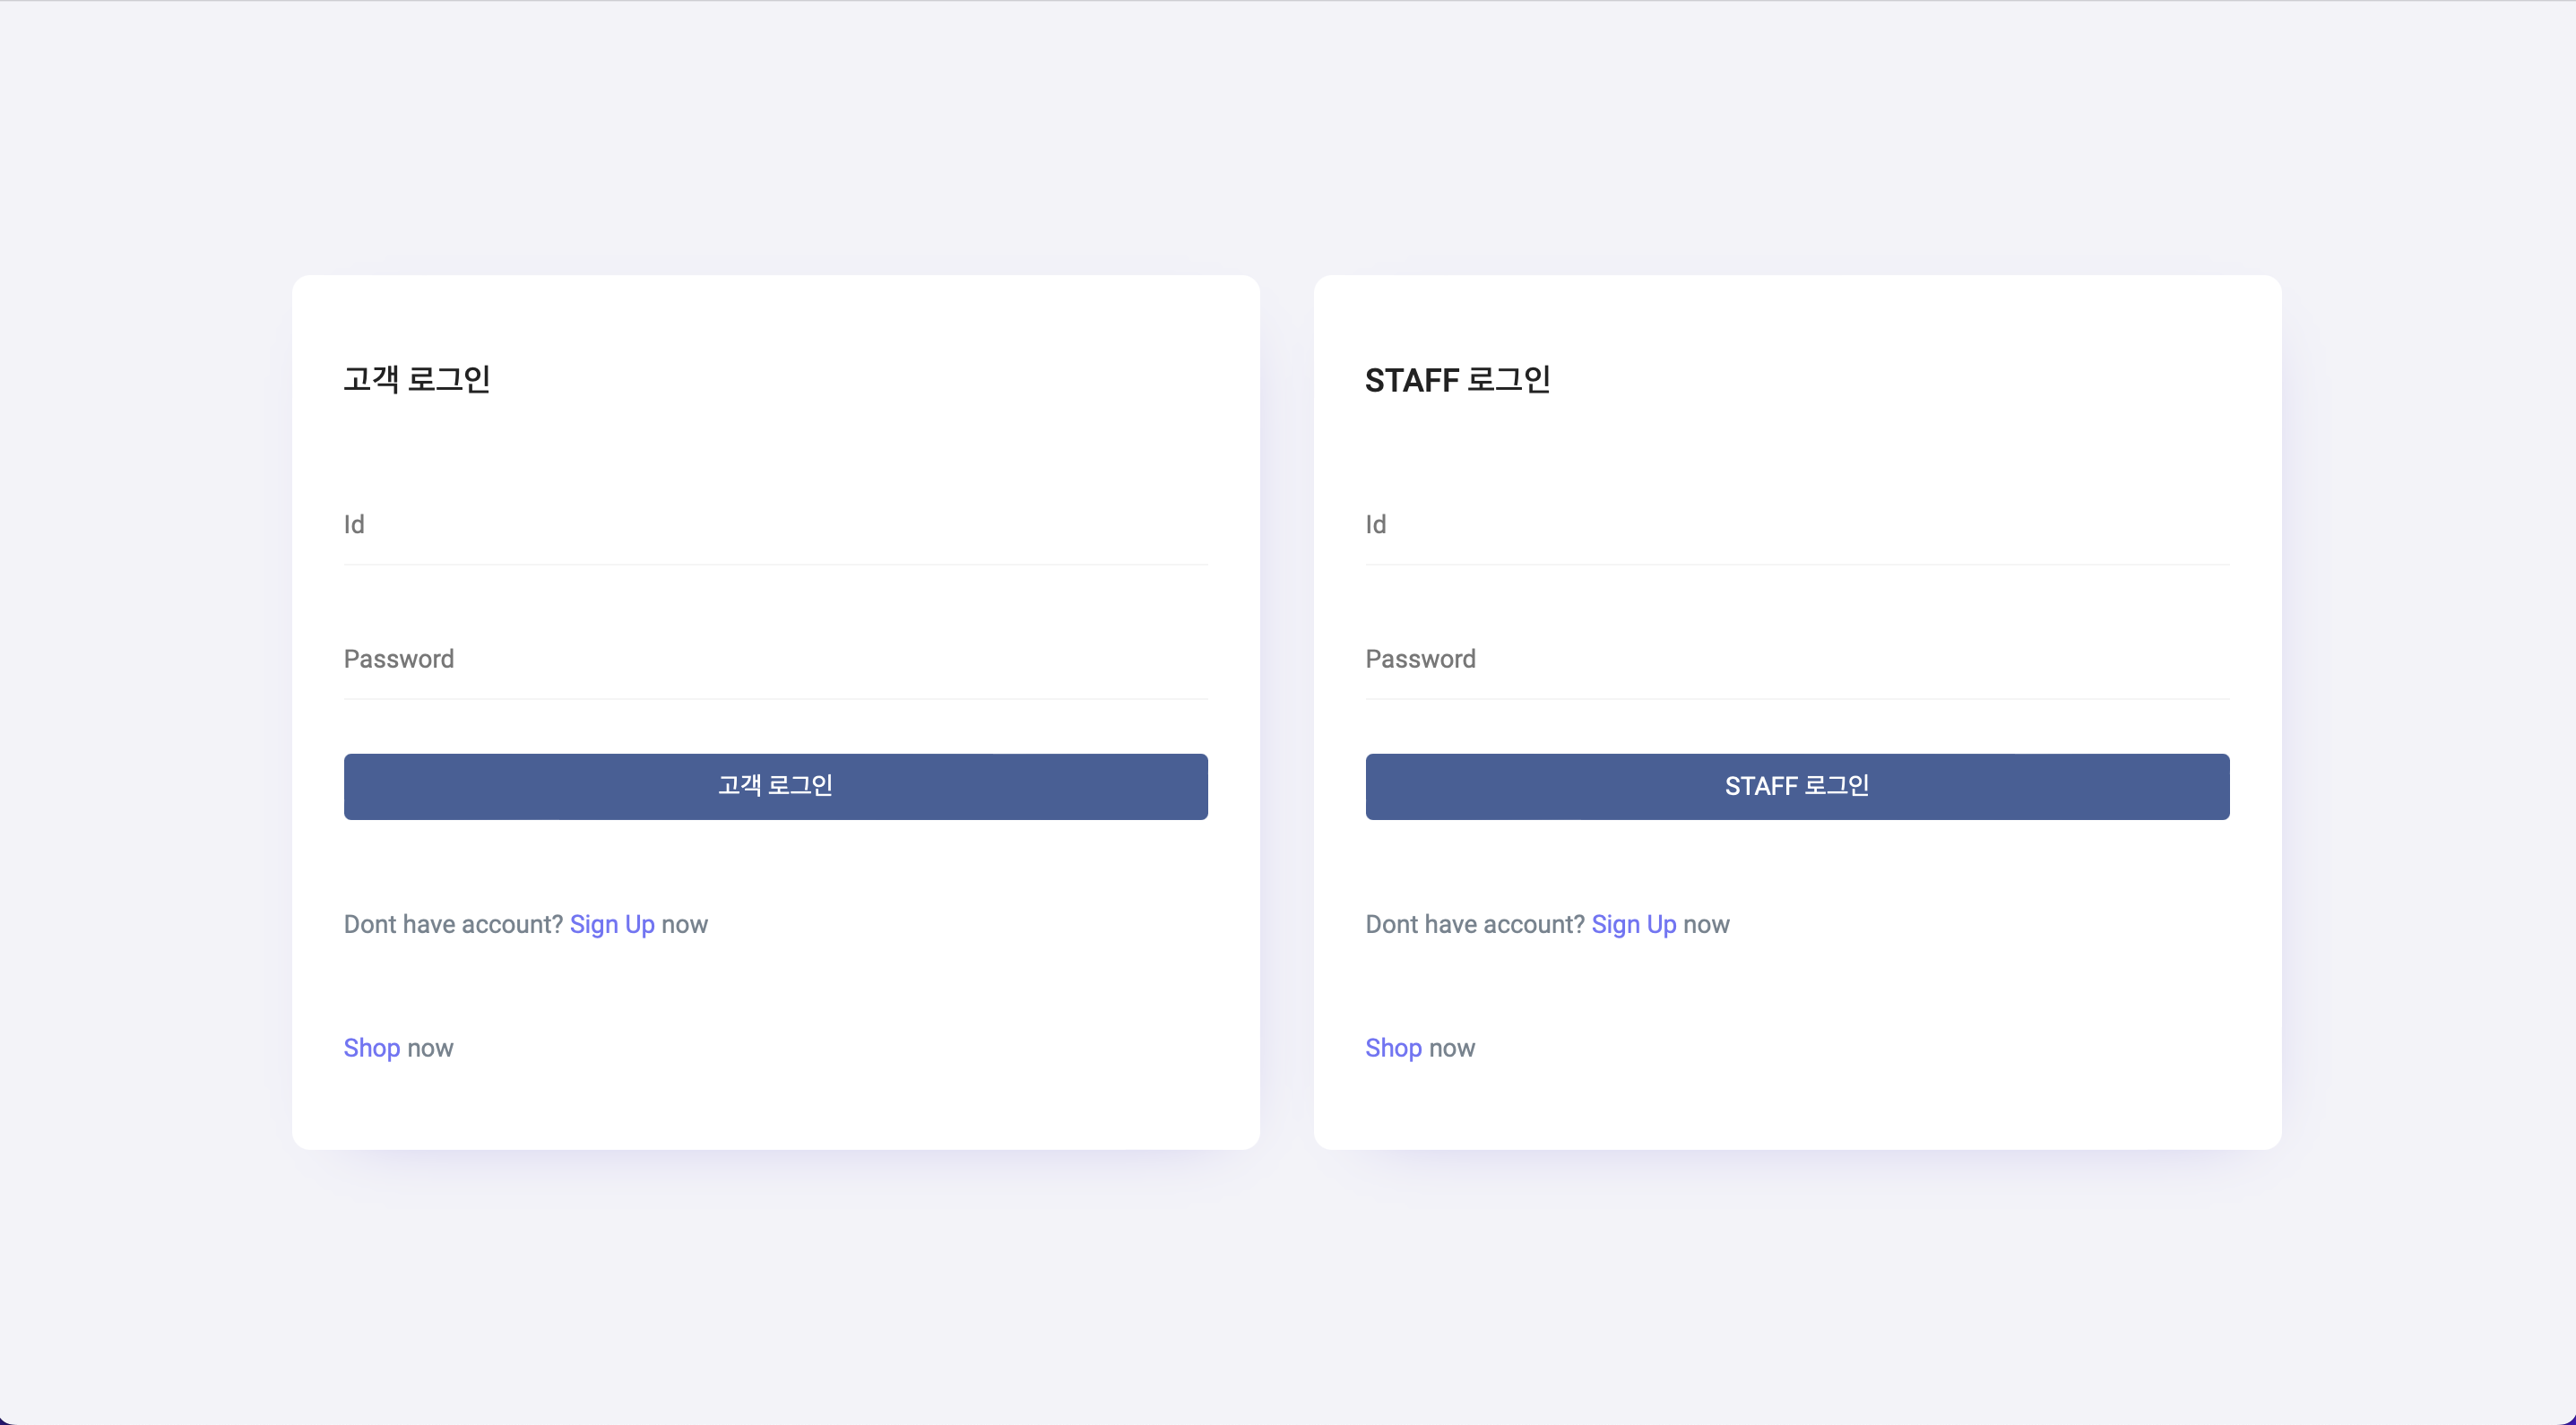 고객 로그인
Id
Password
고객 로그인
Dont have account? Sign Up now
Shop now
STAFF 로그인
Id
Password
STAFF 로그인
Dont have account? Sign Up now
Shop now